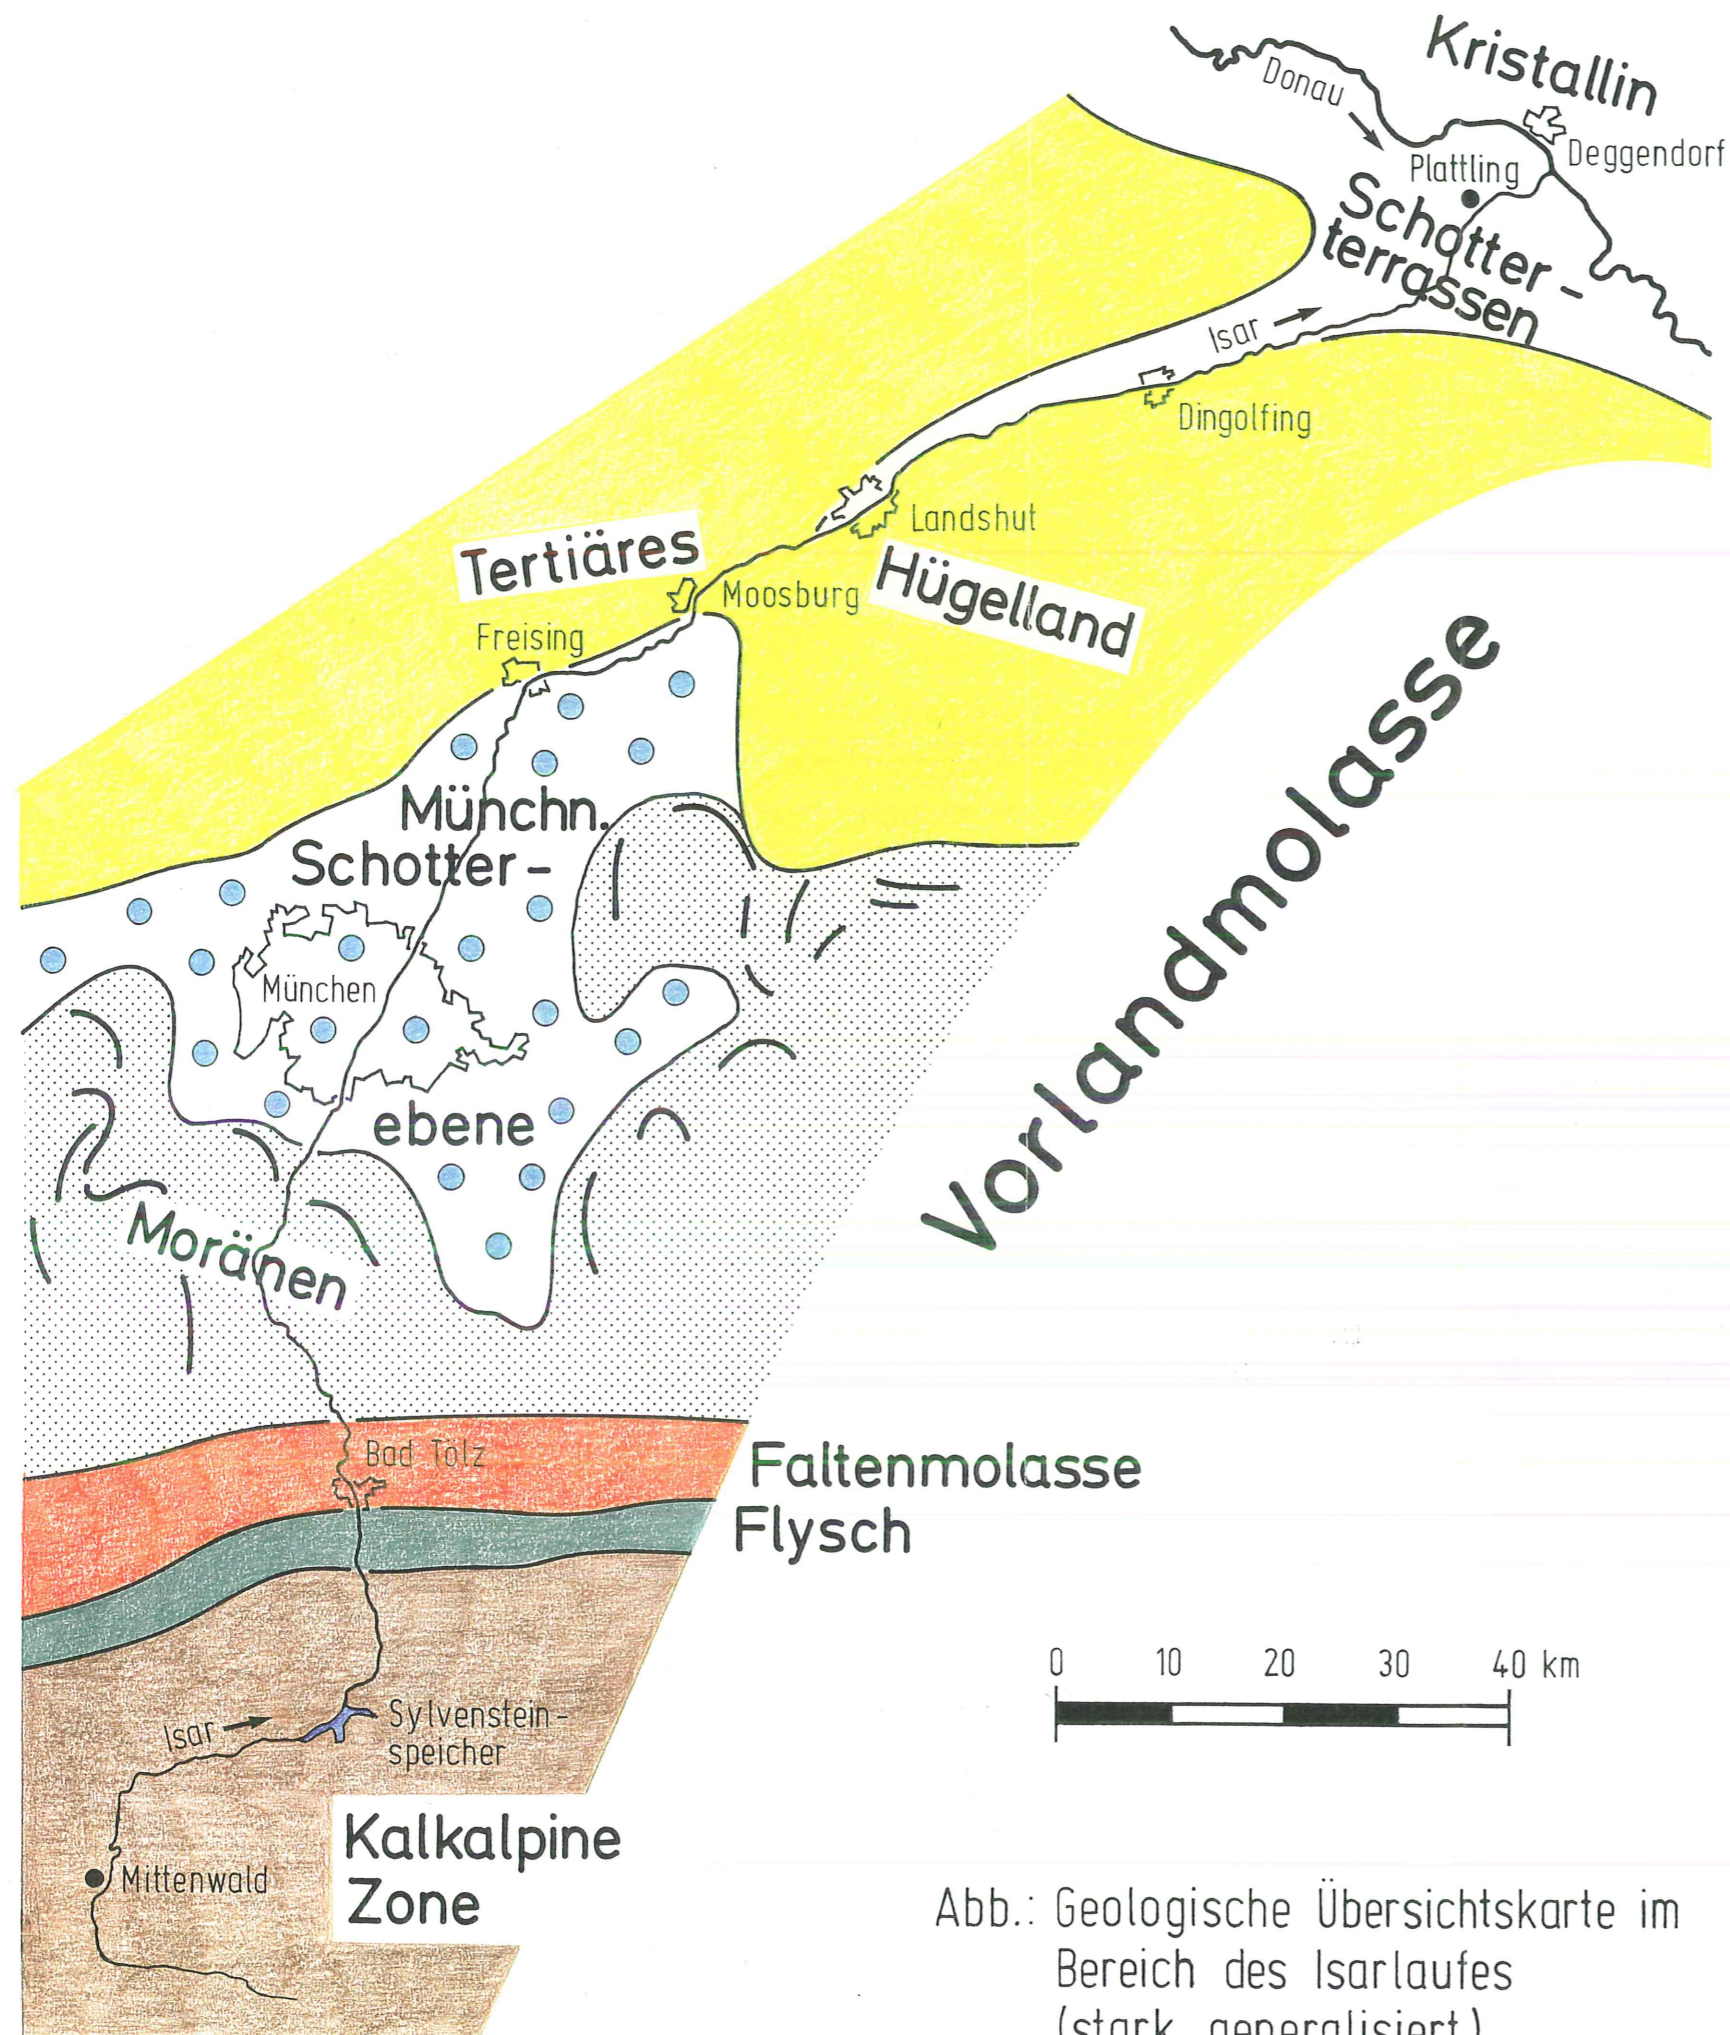 Kristallin
Donau
Deggendorf
Plattling
Schotter-
terrassen
Isar
Dingolfing
Landshut
Tertiäres
Hügelland
Moosburg
Freising
Münchn.
Schotter-
München
ebene
Vorlandmolasse
Moränen
Bad Tölz
Faltenmolasse
Flysch
0 10 20 30 40 km
Isar
Sylvenstein-
speicher
Kalkalpine
Zone
Mittenwald
Abb.: Geologische Übersichtskarte im
Bereich des Isarlaufes
(stark generalisiert)